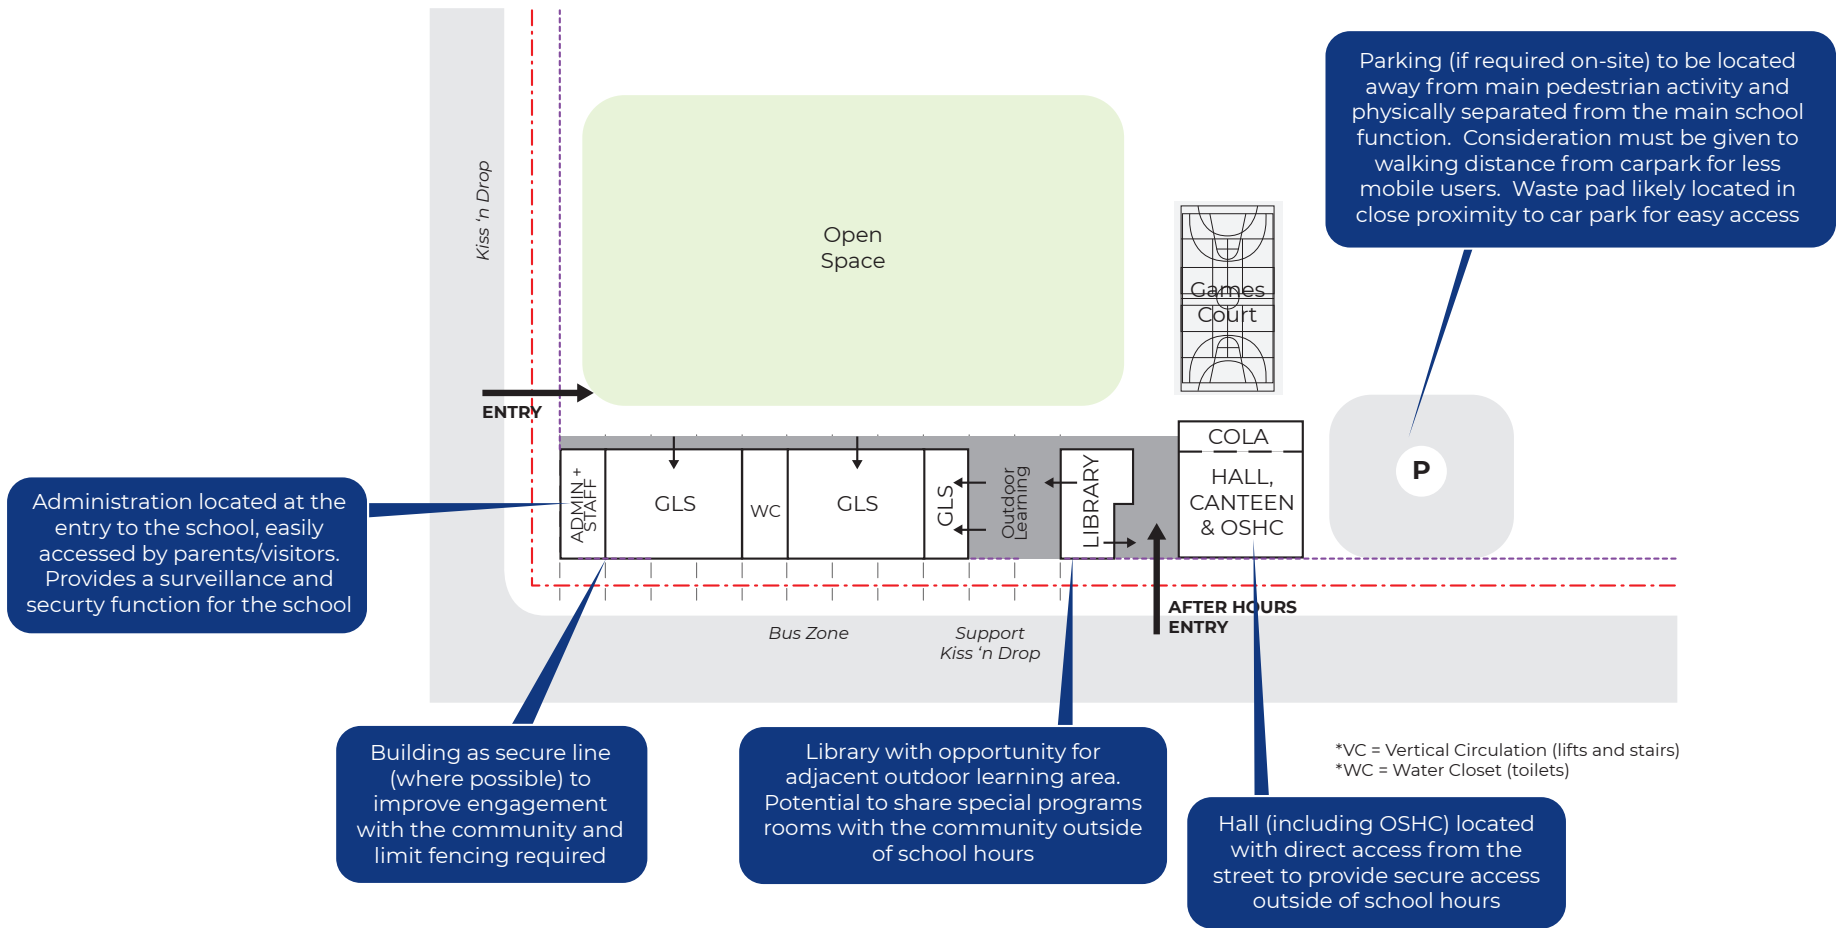 Parking (if required on-site) to be located
away from main pedestrian activity and
physically separated from the main school
function.  Consideration must be given to
walking distance from carpark for less
mobile users.  Waste pad likely located in
close proximity to car park for easy access
Kiss ‘n Drop
Open
Space
Games
Court
ENTRY
COLA
HALL,
CANTEEN
& OSHC
P
ADMIN +
STAFF
GLS
WC
GLS
GLS
Outdoor
Learning
LIBRARY
Administration located at the
entry to the school, easily
accessed by parents/visitors.
Provides a surveillance and
securty function for the school
AFTER HOURS
ENTRY
Bus Zone
Support
Kiss ‘n Drop
Building as secure line
(where possible) to
improve engagement
with the community and
limit fencing required
Library with opportunity for
adjacent outdoor learning area.
Potential to share special programs
rooms with the community outside
of school hours
*VC = Vertical Circulation (lifts and stairs)
*WC = Water Closet (toilets)
Hall (including OSHC) located
with direct access from the
street to provide secure access
outside of school hours